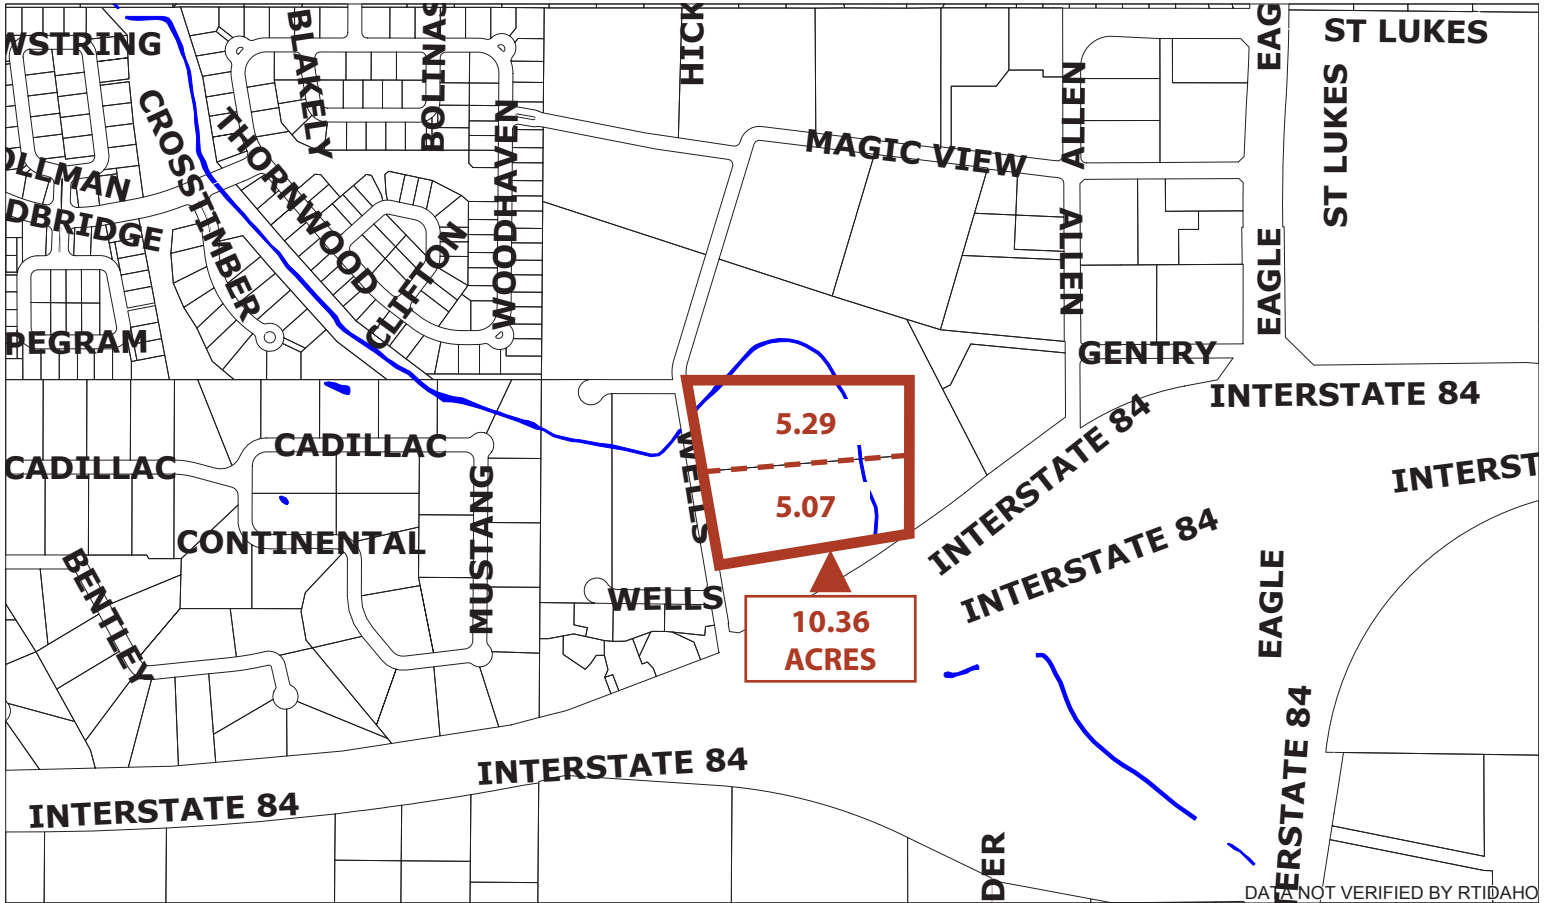 WSTRING
BLAKELY
BOLINAS
HICK
EAG
ST LUKES
CROSSTIMBER
THORNWOOD
WOODHAVEN
MAGIC VIEW
ALLEN
ST LUKES
OLLMAN
DBRIDGE
CLIFTON
ALLEN
EAGLE
PEGRAM
GENTRY
INTERSTATE 84
INTERSTATE 84
5.29
CADILLAC
CADILLAC
WELLS
INTERST
MUSTANG
5.07
CONTINENTAL
INTERSTATE 84
BENTLEY
WELLS
EAGLE
10.36
ACRES
INTERSTATE 84
INTERSTATE 84
ERSTATE 84
DER
DATA NOT VERIFIED BY RTIDAHO